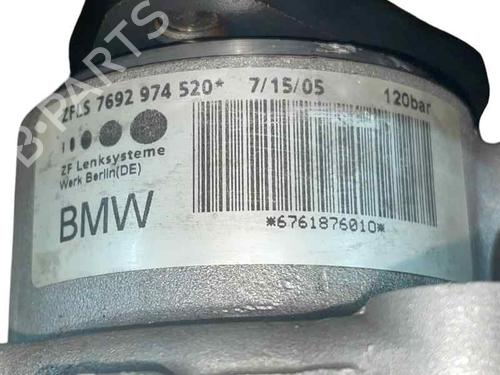 ZFLS 7692 974 520* 7/15/05 120bar
ZF Lenksysteme
Werk Berlin(DE)
BMW
*6761876010*
B-PARTS